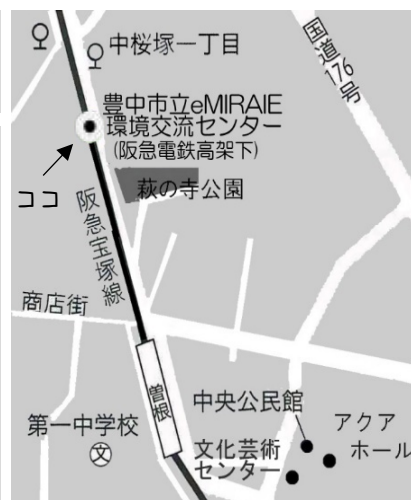 中桜塚一丁目
国道176号
豊中市立eMIRAIE
環境交流センター
(阪急電鉄高架下)
ココ
萩の寺公園
阪急宝塚線
商店街
曽根
中央公民館
第一中学校
文
アクア
ホール
文化芸術
センター